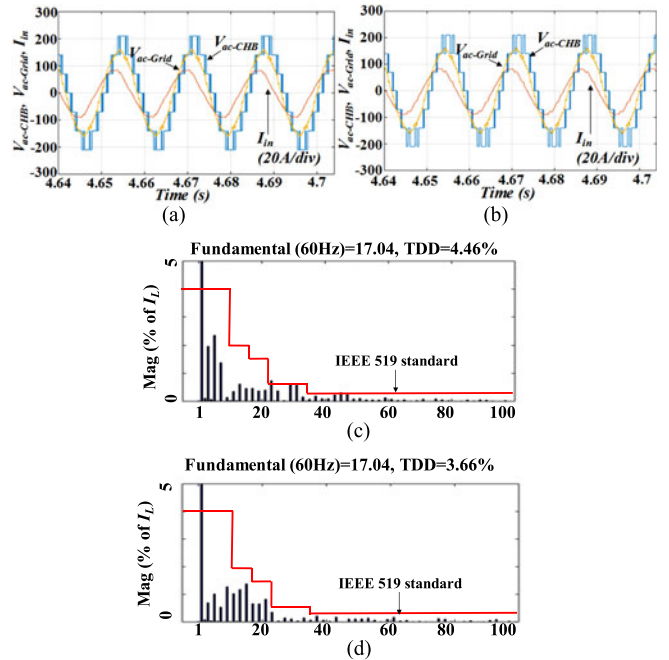 V_ac-CHB, V_ac-Grid, I_in
300
200
100
0
-100
-200
-300
V_ac-Grid
V_ac-CHB
I_in
(20A/div)
4.64 4.65 4.66 4.67 4.68 4.69 4.7
Time (s)
(a)
V_ac-CHB, V_ac-Grid, I_in
300
200
100
0
-100
-200
-300
V_ac-Grid
V_ac-CHB
I_in
(20A/div)
4.64 4.65 4.66 4.67 4.68 4.69 4.7
Time (s)
(b)
Fundamental (60Hz)=17.04, TDD=4.46%
Mag (% of I_L)
5
0
IEEE 519 standard
1 20 40 60 80 100
(c)
Fundamental (60Hz)=17.04, TDD=3.66%
Mag (% of I_L)
5
0
IEEE 519 standard
1 20 40 60 80 100
(d)